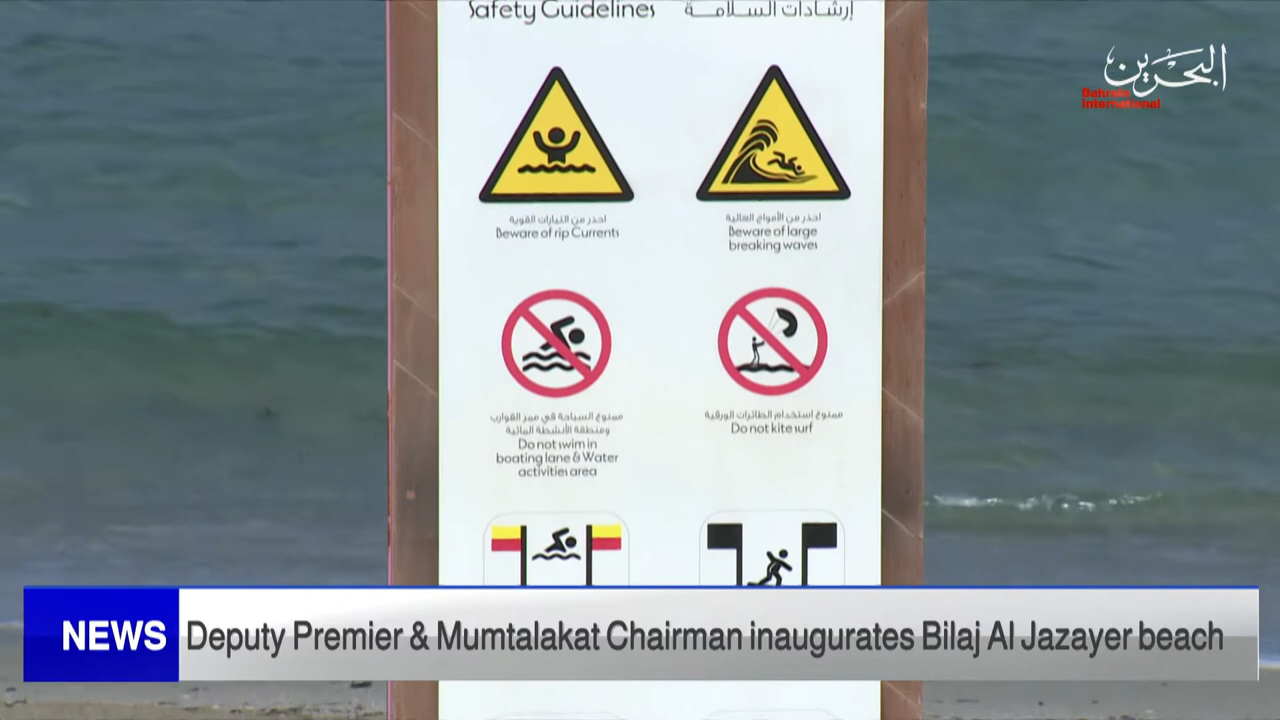 Safety Guidelines إرشادات السلامة
البحرين
Bahrain
International
احذر من التيارات القوية
Beware of rip Currents
احذر من الأمواج العالية
Beware of large
breaking waves
ممنوع السباحة في ممر القوارب
ومنطقة الأنشطة المائية
Do not swim in
boating lane & Water
activities area
ممنوع استخدام الطائرات الورقية
Do not kite surf
NEWS Deputy Premier & Mumtalakat Chairman inaugurates Bilaj Al Jazayer beach